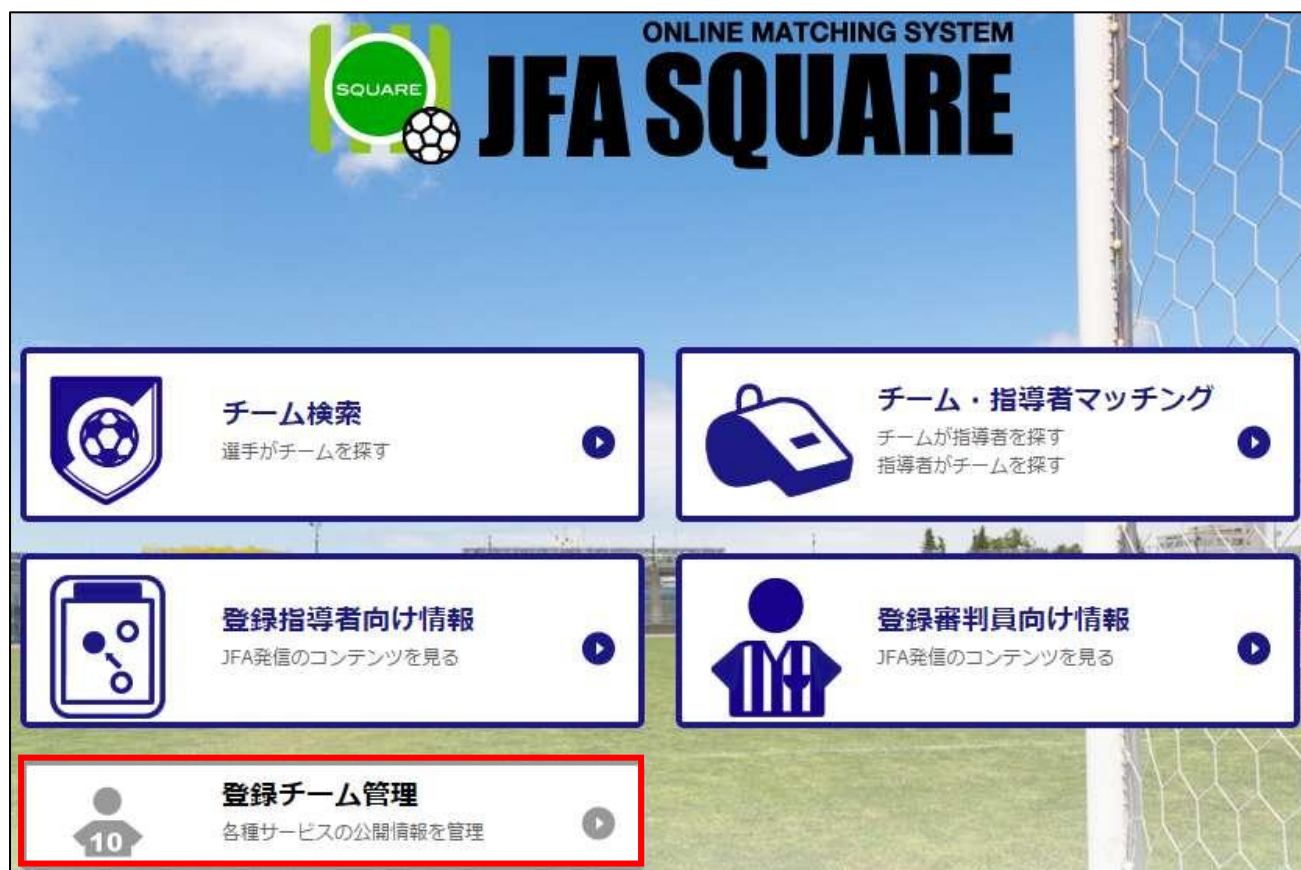 ONLINE MATCHING SYSTEM
SQUARE
JFA SQUARE
チーム検索
選手がチームを探す
チーム・指導者マッチング
チームが指導者を探す
指導者がチームを探す
登録指導者向け情報
JFA発信のコンテンツを見る
登録審判員向け情報
JFA発信のコンテンツを見る
登録チーム管理
各種サービスの公開情報を管理
10